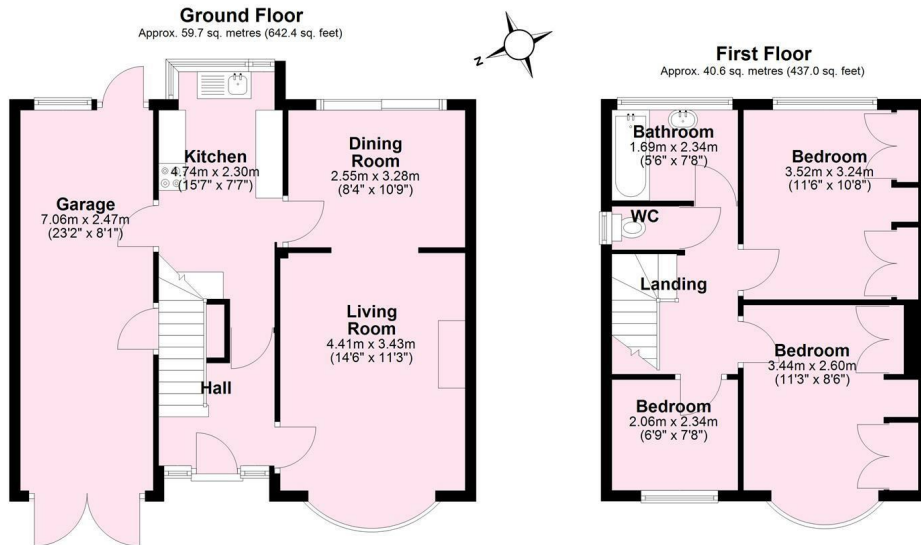 Ground Floor
Approx. 59.7 sq. metres (642.4 sq. feet)
N
Kitchen
4.74m x 2.30m
(15'7" x 7'7")
Dining
Room
2.55m x 3.28m
(8'4" x 10'9")
Garage
7.06m x 2.47m
(23'2" x 8'1")
Living
Room
4.41m x 3.43m
(14'6" x 11'3")
Hall
First Floor
Approx. 40.6 sq. metres (437.0 sq. feet)
Bathroom
1.69m x 2.34m
(5'6" x 7'8")
Bedroom
3.52m x 3.24m
(11'6" x 10'8")
WC
Landing
Bedroom
3.44m x 2.60m
(11'3" x 8'6")
Bedroom
2.06m x 2.34m
(6'9" x 7'8")